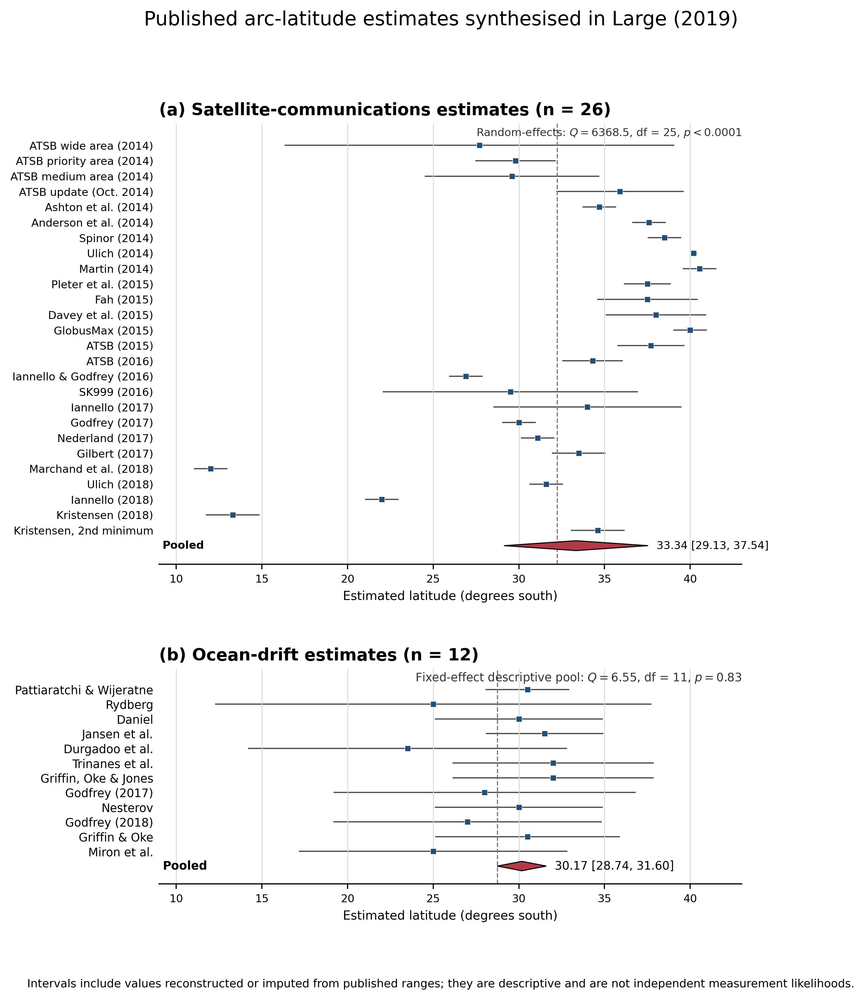 Published arc-latitude estimates synthesised in Large (2019)
(a) Satellite-communications estimates (n = 26)
Random-effects: Q = 6368.5, df = 25, p < 0.0001
ATSB wide area (2014)
ATSB priority area (2014)
ATSB medium area (2014)
ATSB update (Oct. 2014)
Ashton et al. (2014)
Anderson et al. (2014)
Spinor (2014)
Ulich (2014)
Martin (2014)
Pleter et al. (2015)
Fah (2015)
Davey et al. (2015)
GlobusMax (2015)
ATSB (2015)
ATSB (2016)
Iannello & Godfrey (2016)
SK999 (2016)
Iannello (2017)
Godfrey (2017)
Nederland (2017)
Gilbert (2017)
Marchand et al. (2018)
Ulich (2018)
Iannello (2018)
Kristensen (2018)
Kristensen, 2nd minimum
Pooled 33.34 [29.13, 37.54]
10 15 20 25 30 35 40
Estimated latitude (degrees south)
(b) Ocean-drift estimates (n = 12)
Fixed-effect descriptive pool: Q = 6.55, df = 11, p = 0.83
Pattiaratchi & Wijeratne
Rydberg
Daniel
Jansen et al.
Durgadoo et al.
Trinanes et al.
Griffin, Oke & Jones
Godfrey (2017)
Nesterov
Godfrey (2018)
Griffin & Oke
Miron et al.
Pooled 30.17 [28.74, 31.60]
10 15 20 25 30 35 40
Estimated latitude (degrees south)
Intervals include values reconstructed or imputed from published ranges; they are descriptive and are not independent measurement likelihoods.